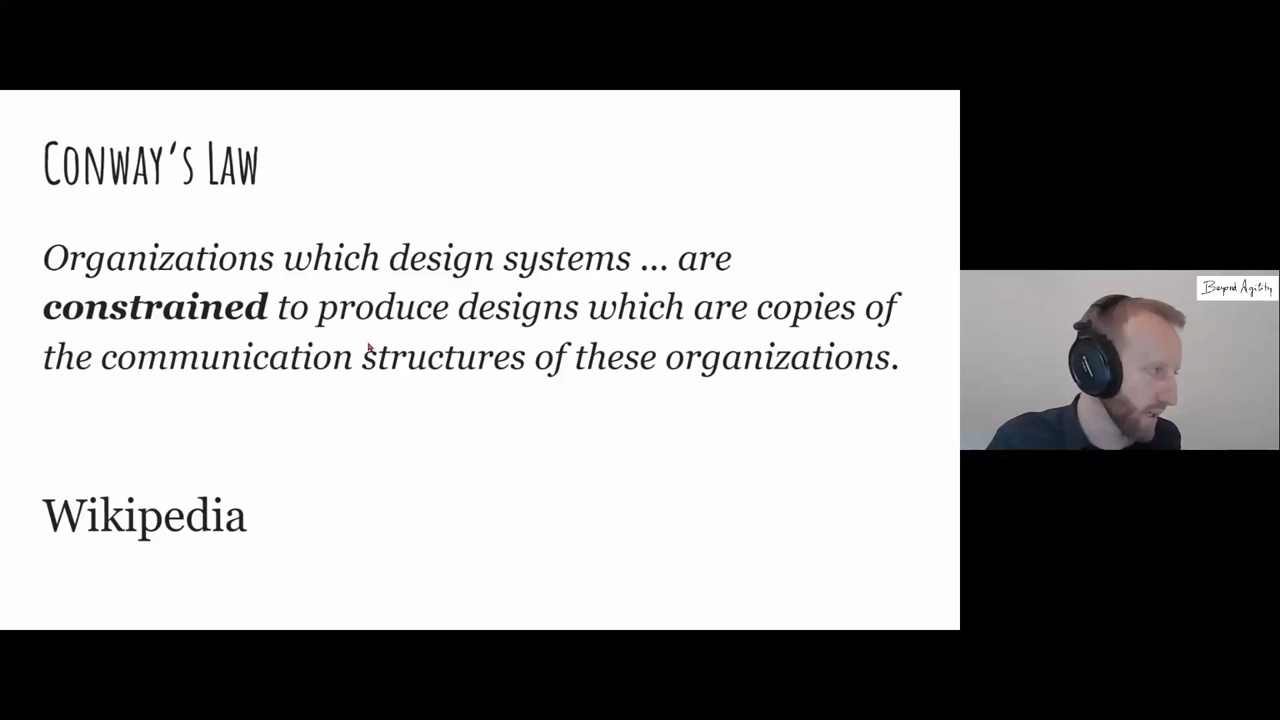 CONWAY'S LAW
Organizations which design systems ... are
constrained to produce designs which are copies of
the communication structures of these organizations.
Wikipedia
Beyond Agility